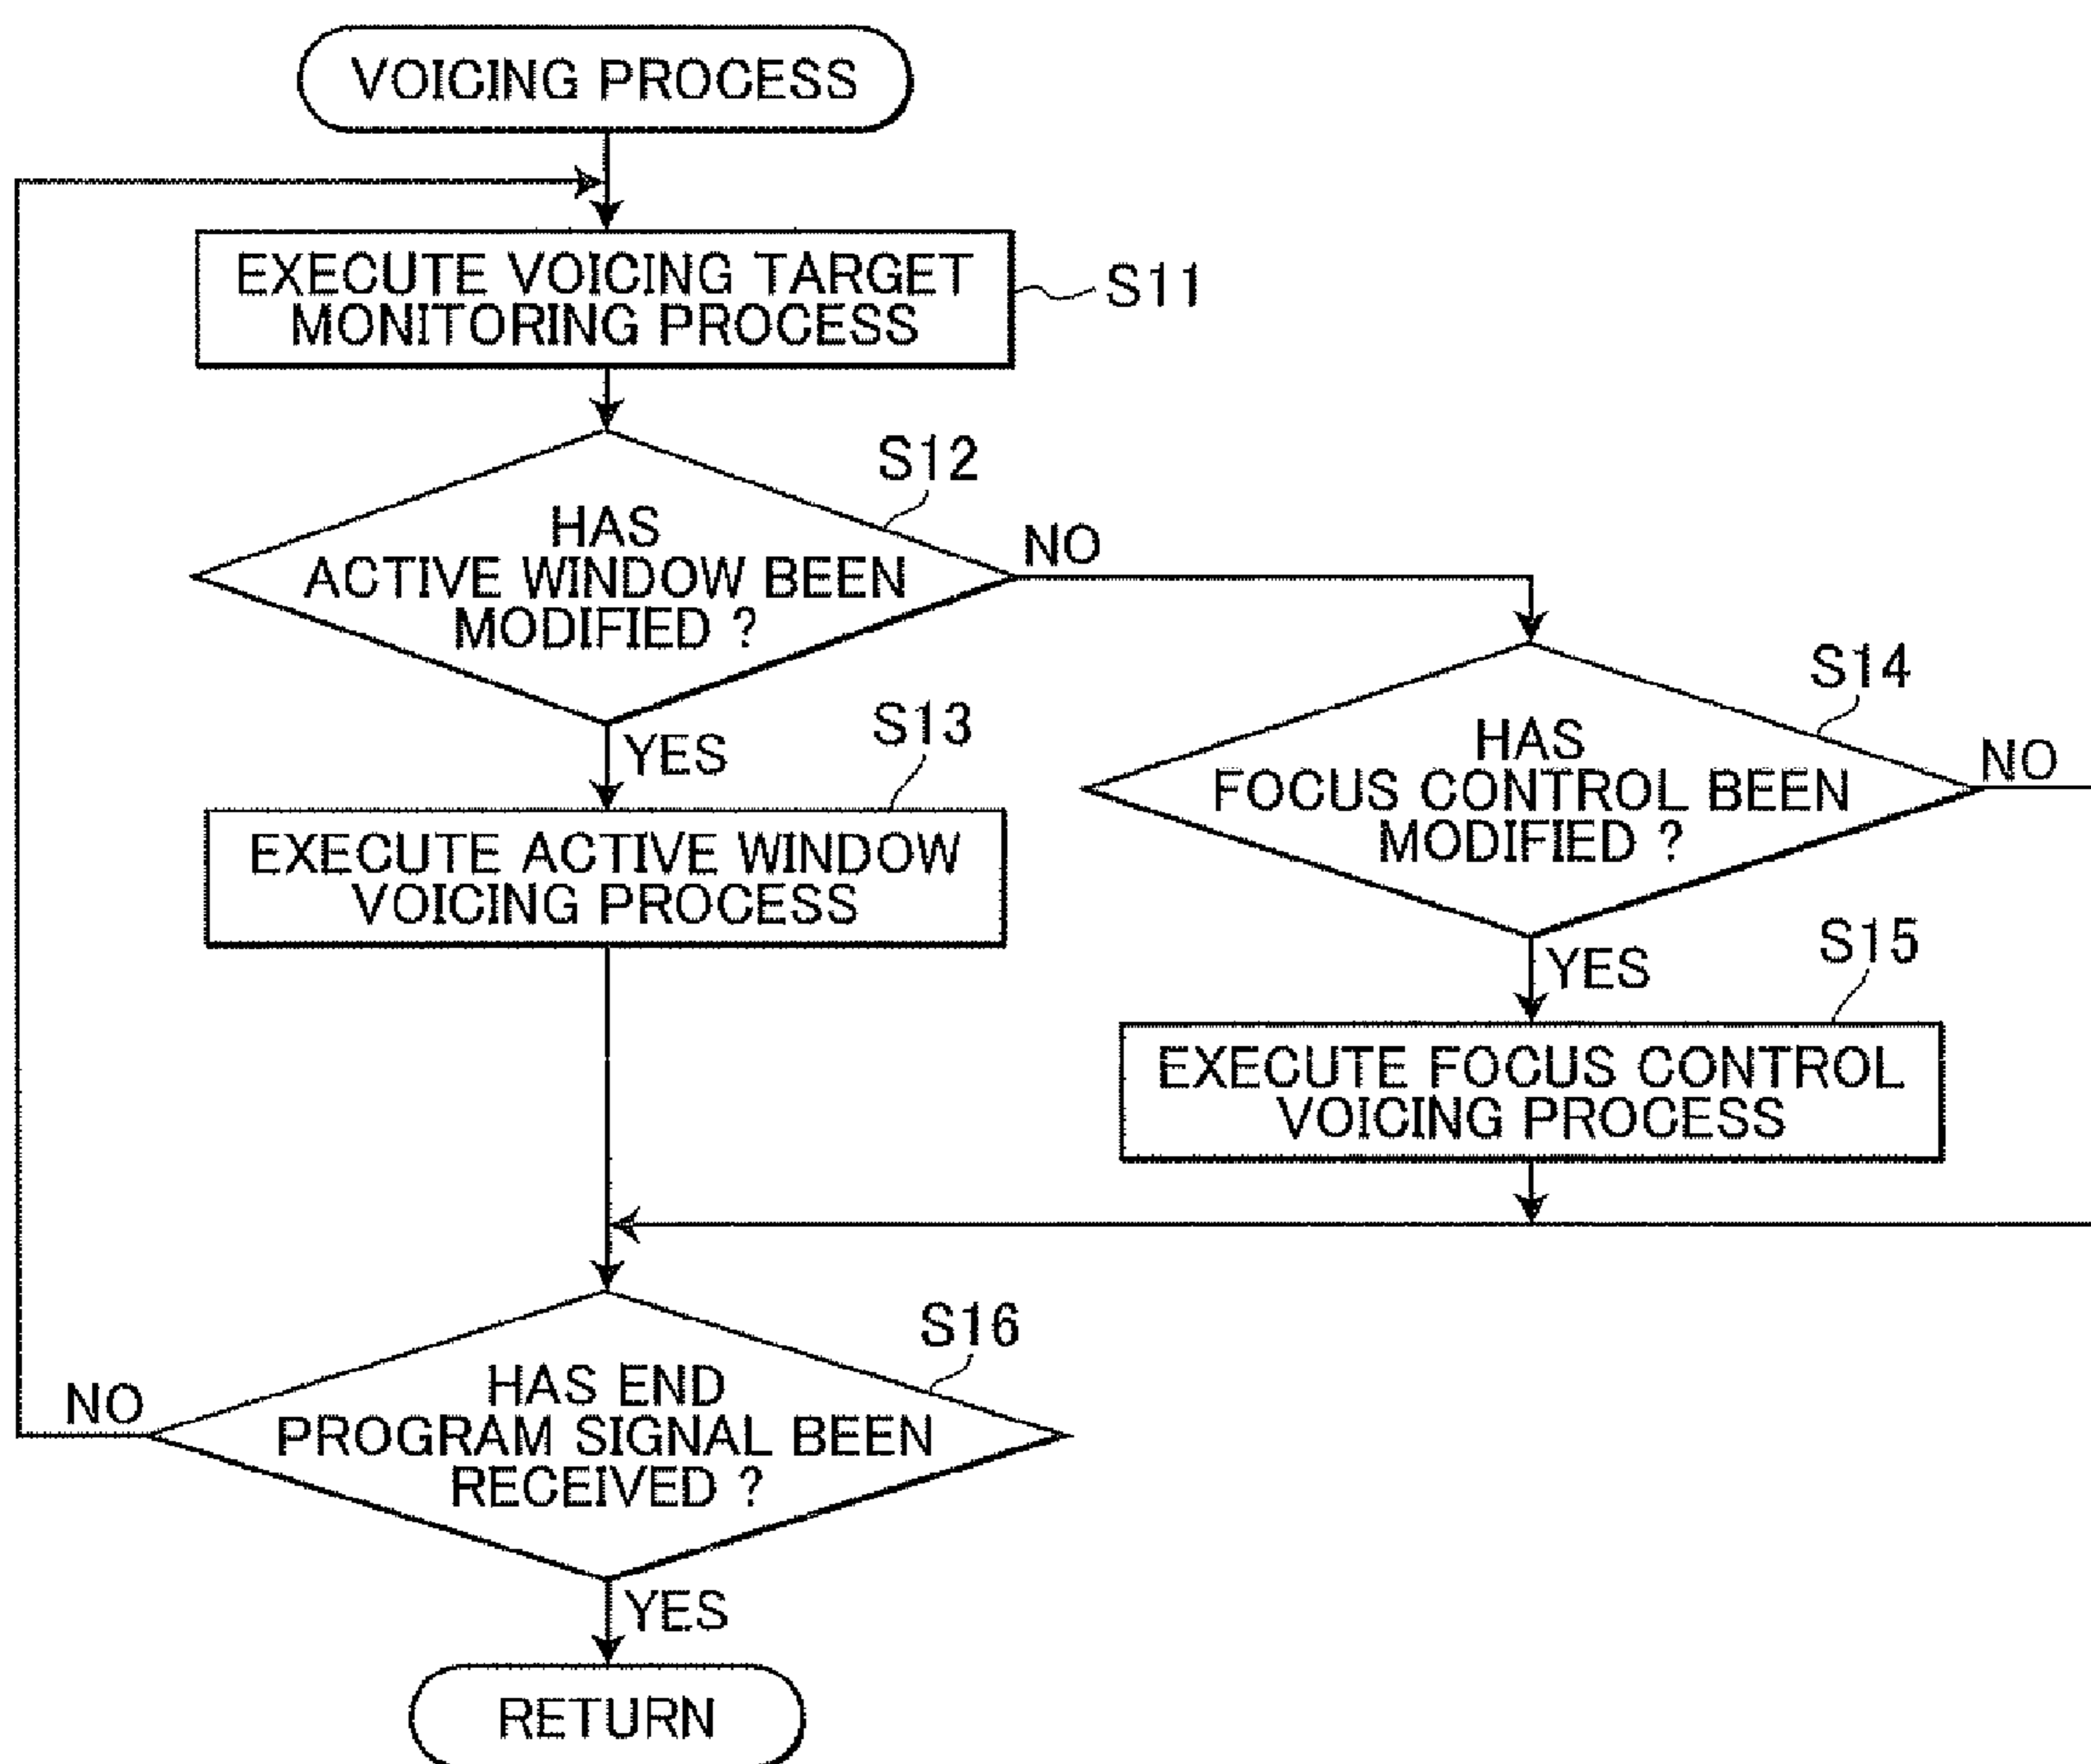 VOICING PROCESS
EXECUTE VOICING TARGET
MONITORING PROCESS
S11
S12
HAS
ACTIVE WINDOW BEEN
MODIFIED ?
NO
YES
S13
EXECUTE ACTIVE WINDOW
VOICING PROCESS
S14
HAS
FOCUS CONTROL BEEN
MODIFIED ?
NO
YES
S15
EXECUTE FOCUS CONTROL
VOICING PROCESS
S16
HAS END
PROGRAM SIGNAL BEEN
RECEIVED ?
NO
YES
RETURN